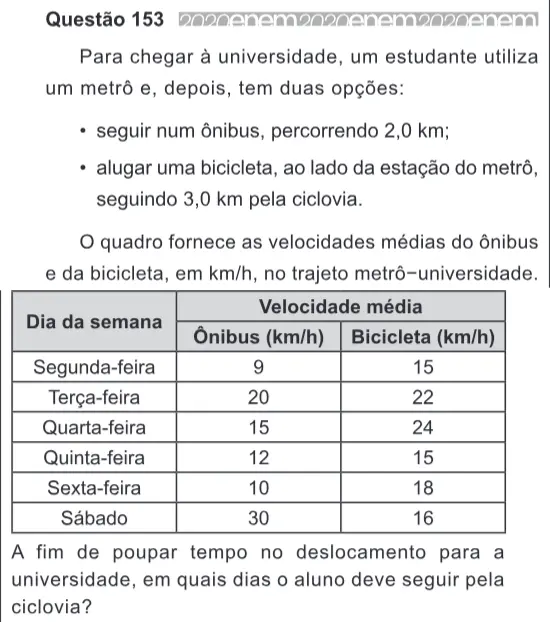 Questão 153 2020enem2020enem2020enem
Para chegar à universidade, um estudante utiliza
um metrô e, depois, tem duas opções:
• seguir num ônibus, percorrendo 2,0 km;
• alugar uma bicicleta, ao lado da estação do metrô,
seguindo 3,0 km pela ciclovia.
O quadro fornece as velocidades médias do ônibus
e da bicicleta, em km/h, no trajeto metrô−universidade.
Dia da semana Velocidade média
Ônibus (km/h) Bicicleta (km/h)
Segunda-feira 9 15
Terça-feira 20 22
Quarta-feira 15 24
Quinta-feira 12 15
Sexta-feira 10 18
Sábado 30 16
A fim de poupar tempo no deslocamento para a
universidade, em quais dias o aluno deve seguir pela
ciclovia?